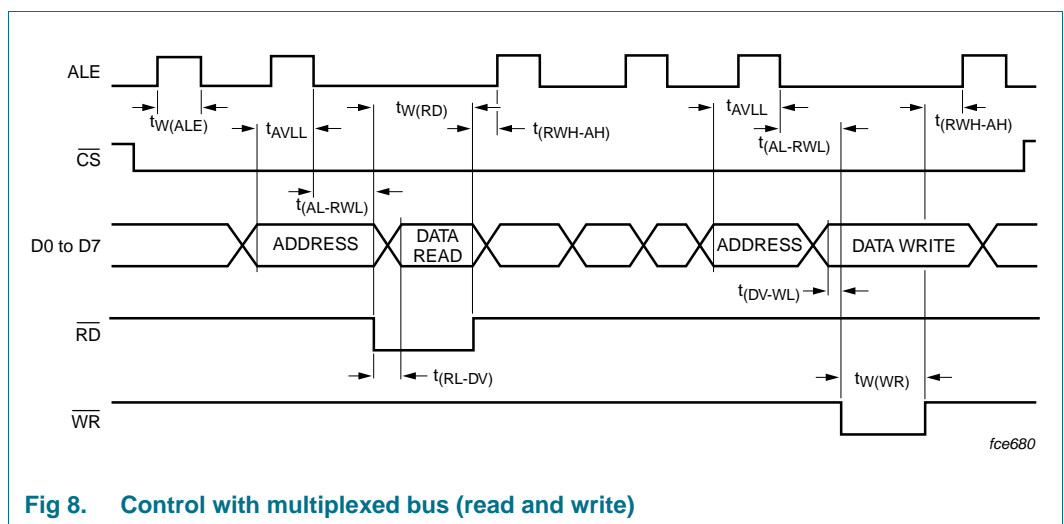 ALE
tW(ALE)
tAVLL
tW(RD)
t(RWH-AH)
tAVLL
t(AL-RWL)
t(RWH-AH)
CS
t(AL-RWL)
D0 to D7
ADDRESS
DATA
READ
ADDRESS
DATA WRITE
t(DV-WL)
RD
t(RL-DV)
tW(WR)
WR
fce680
Fig 8. Control with multiplexed bus (read and write)